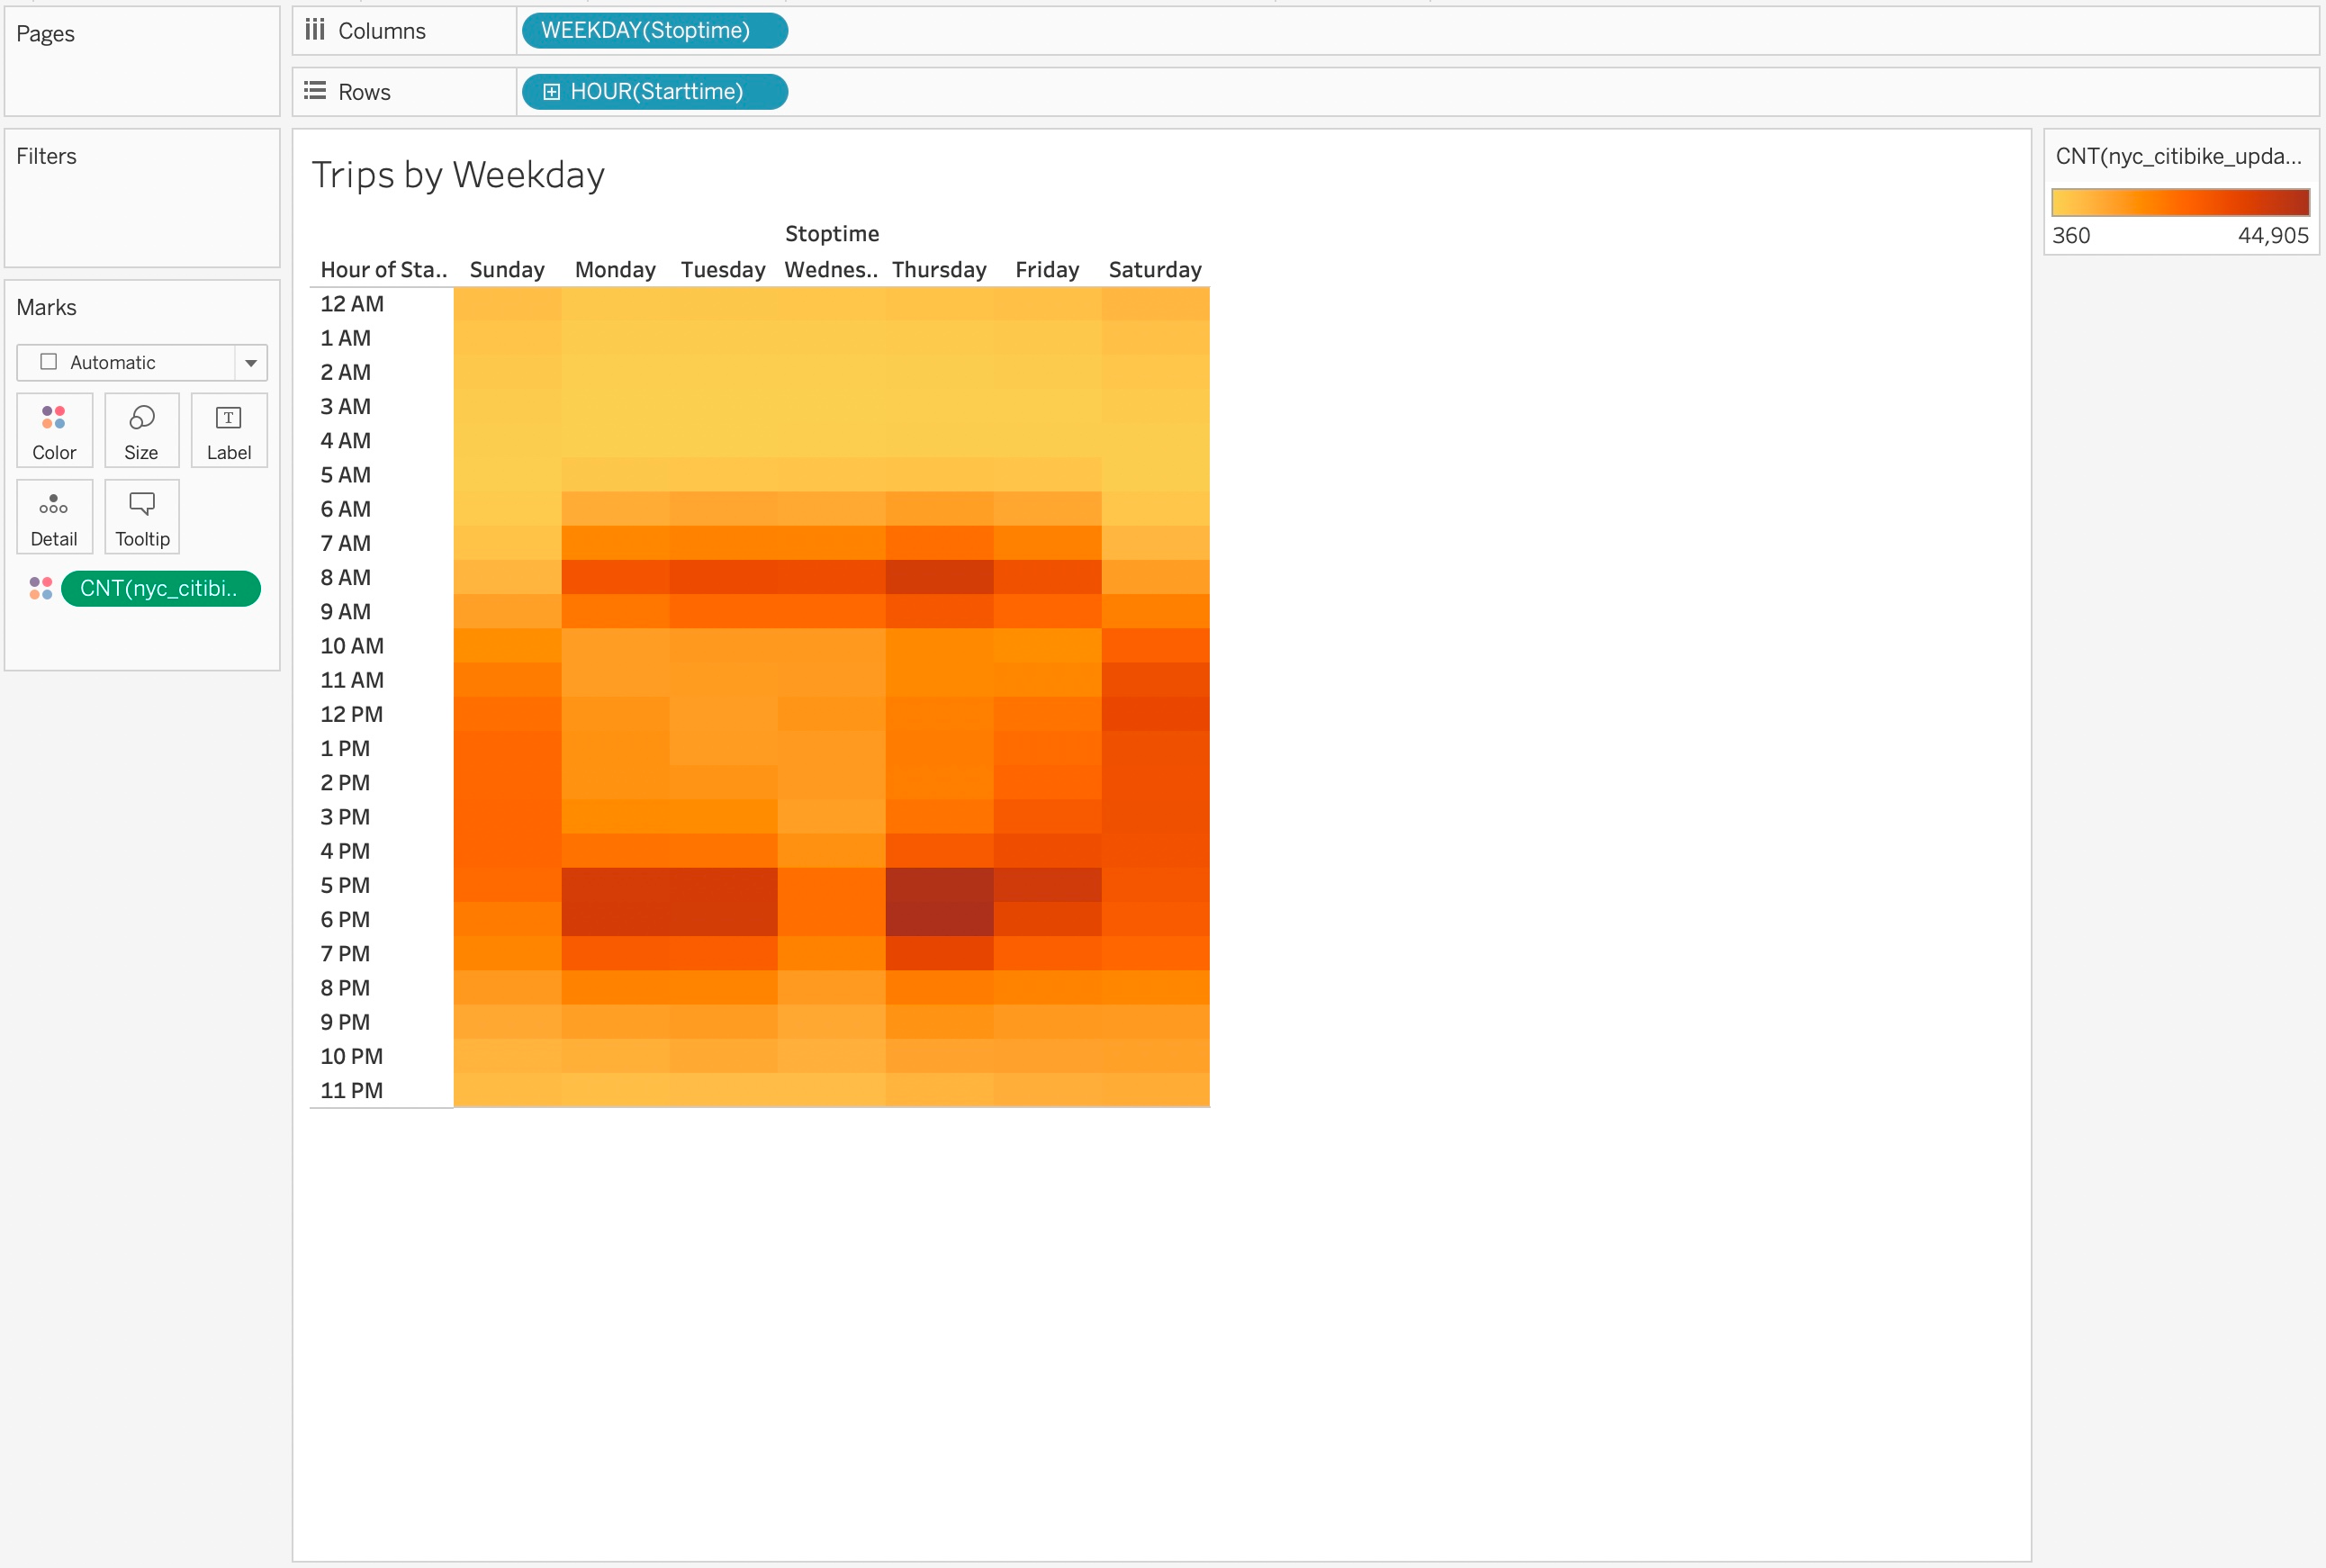 Pages
Columns
WEEKDAY(Stoptime)
Rows
HOUR(Starttime)
Filters
Marks
Automatic
Color
Size
T
Label
Detail
Tooltip
CNT(nyc_citibi..
Trips by Weekday
Stoptime
Hour of Sta.. Sunday Monday Tuesday Wednes.. Thursday Friday Saturday
12 AM
1 AM
2 AM
3 AM
4 AM
5 AM
6 AM
7 AM
8 AM
9 AM
10 AM
11 AM
12 PM
1 PM
2 PM
3 PM
4 PM
5 PM
6 PM
7 PM
8 PM
9 PM
10 PM
11 PM
CNT(nyc_citibike_upda...
360 44,905